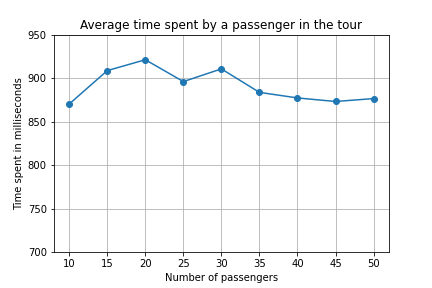 Average time spent by a passenger in the tour
950
900
850
800
750
700
Time spent in milliseconds
10 15 20 25 30 35 40 45 50
Number of passengers